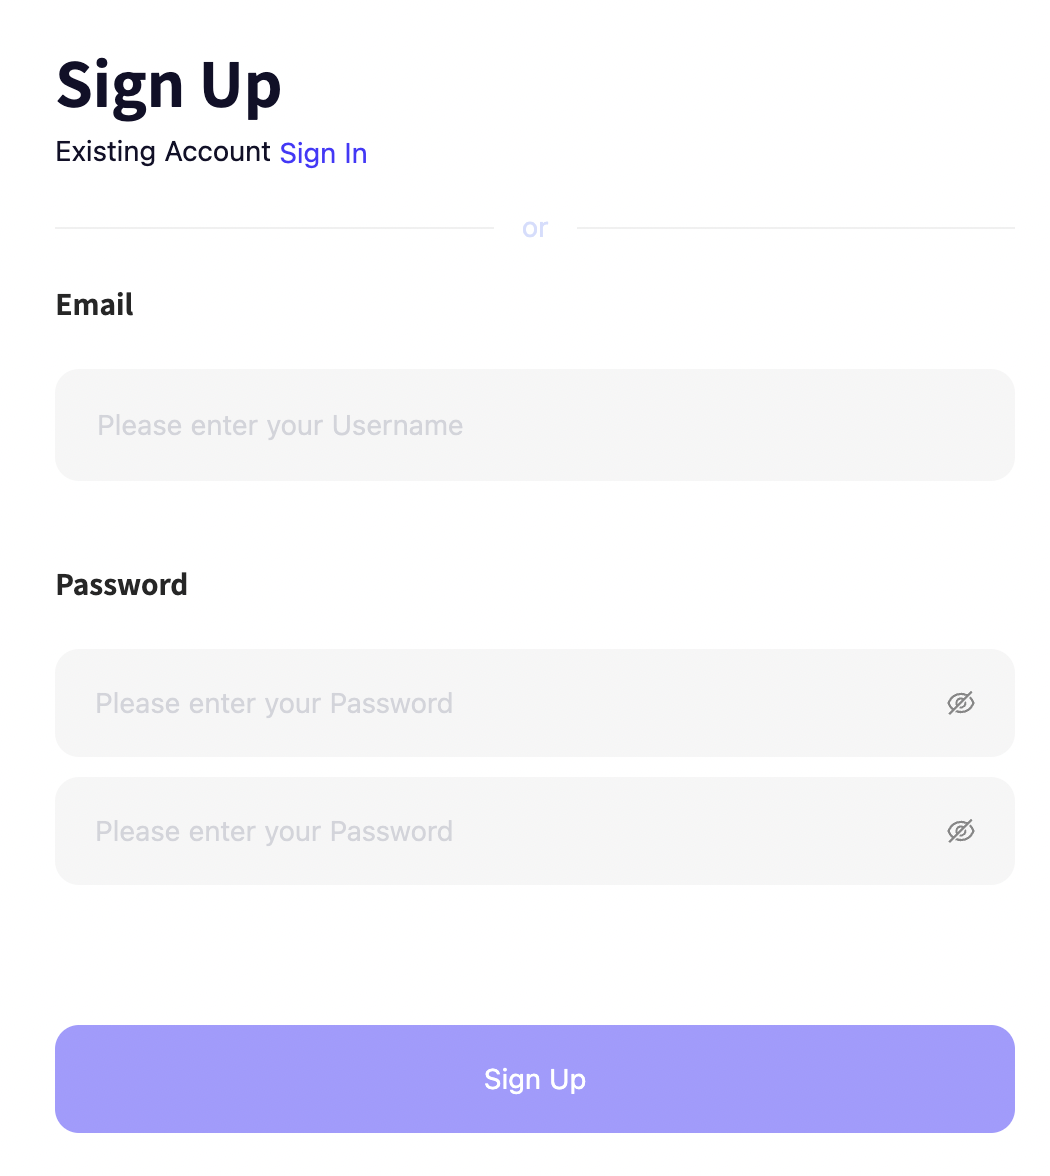 Sign Up
Existing Account Sign In
or
Email
Please enter your Username
Password
Please enter your Password
Please enter your Password
Sign Up